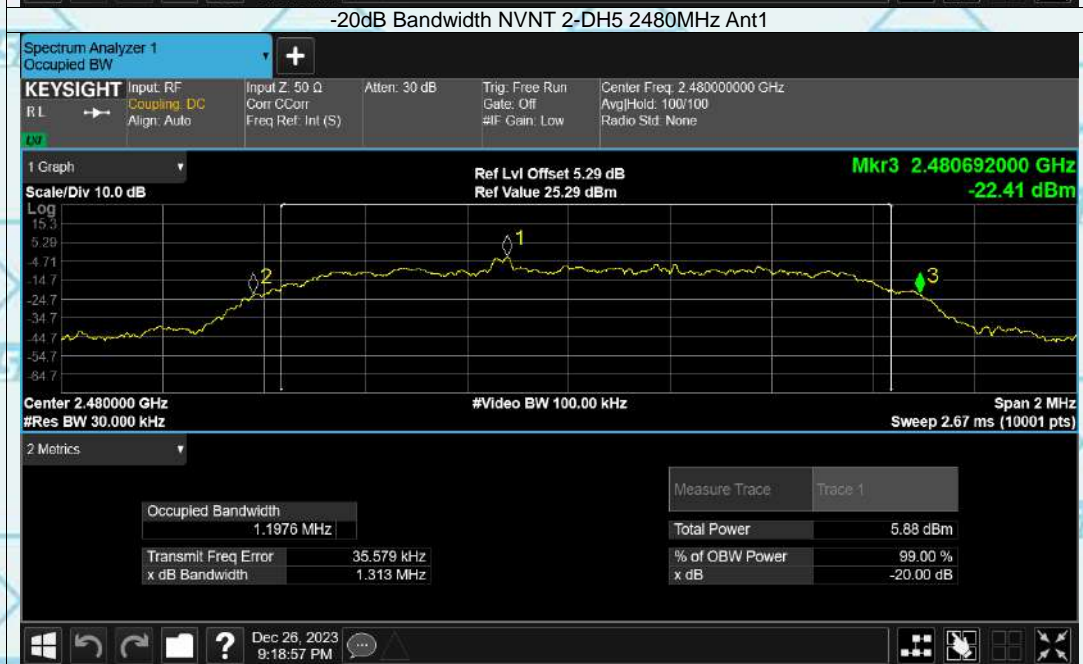 -20dB Bandwidth NVNT 2-DH5 2480MHz Ant1
Spectrum Analyzer 1
Occupied BW
+
KEYSIGHT Input: RF Input Z: 50 Ω Atten: 30 dB Trig: Free Run Center Freq: 2.480000000 GHz
R L Coupling: DC Corr CCorr Gate: Off Avg|Hold: 100/100
Align: Auto Freq Ref: Int (S) #IF Gain: Low Radio Std: None
LXI
1 Graph Ref Lvl Offset 5.29 dB Mkr3 2.480692000 GHz
Scale/Div 10.0 dB Ref Value 25.29 dBm -22.41 dBm
Log
15.3
5.29
-4.71
-14.7
-24.7
-34.7
-44.7
-54.7
-64.7
1
2
3
Center 2.480000 GHz #Video BW 100.00 kHz Span 2 MHz
#Res BW 30.000 kHz Sweep 2.67 ms (10001 pts)
2 Metrics
Measure Trace Trace 1
Occupied Bandwidth
1.1976 MHz Total Power 5.88 dBm
Transmit Freq Error 35.579 kHz % of OBW Power 99.00 %
x dB Bandwidth 1.313 MHz x dB -20.00 dB
? Dec 26, 2023
9:18:57 PM